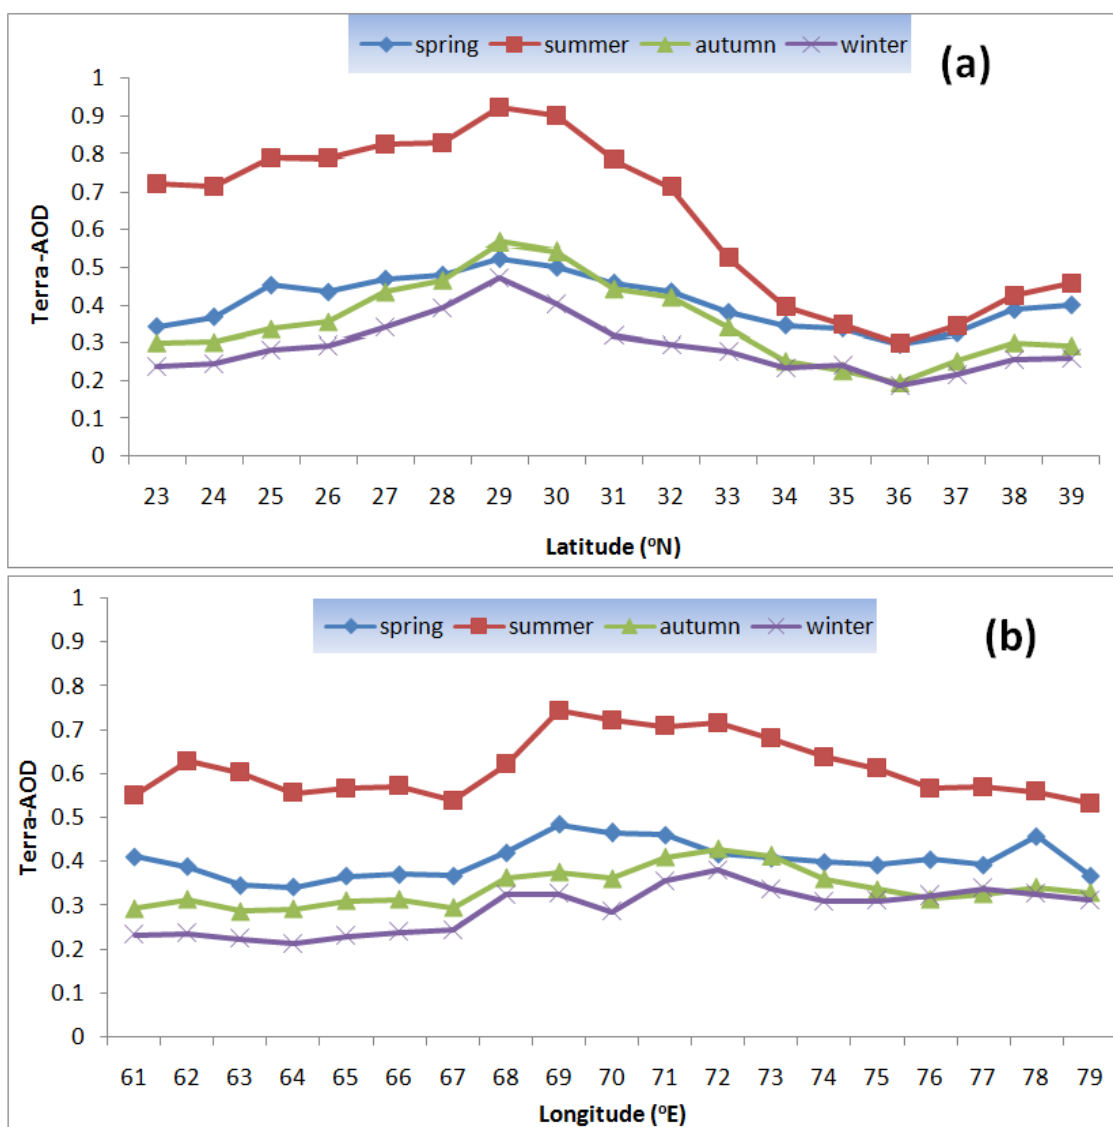 spring summer autumn winter
(a)
1
0.9
0.8
0.7
0.6
0.5
0.4
0.3
0.2
0.1
0
Terra-AOD
23 24 25 26 27 28 29 30 31 32 33 34 35 36 37 38 39
Latitude (ºN)
spring summer autumn winter
(b)
1
0.9
0.8
0.7
0.6
0.5
0.4
0.3
0.2
0.1
0
Terra-AOD
61 62 63 64 65 66 67 68 69 70 71 72 73 74 75 76 77 78 79
Longitude (ºE)